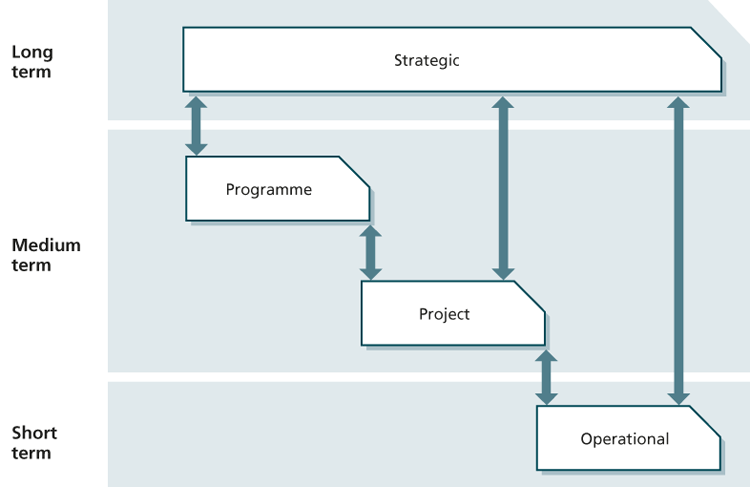 Long
term
Strategic
Programme
Medium
term
Project
Short
term
Operational